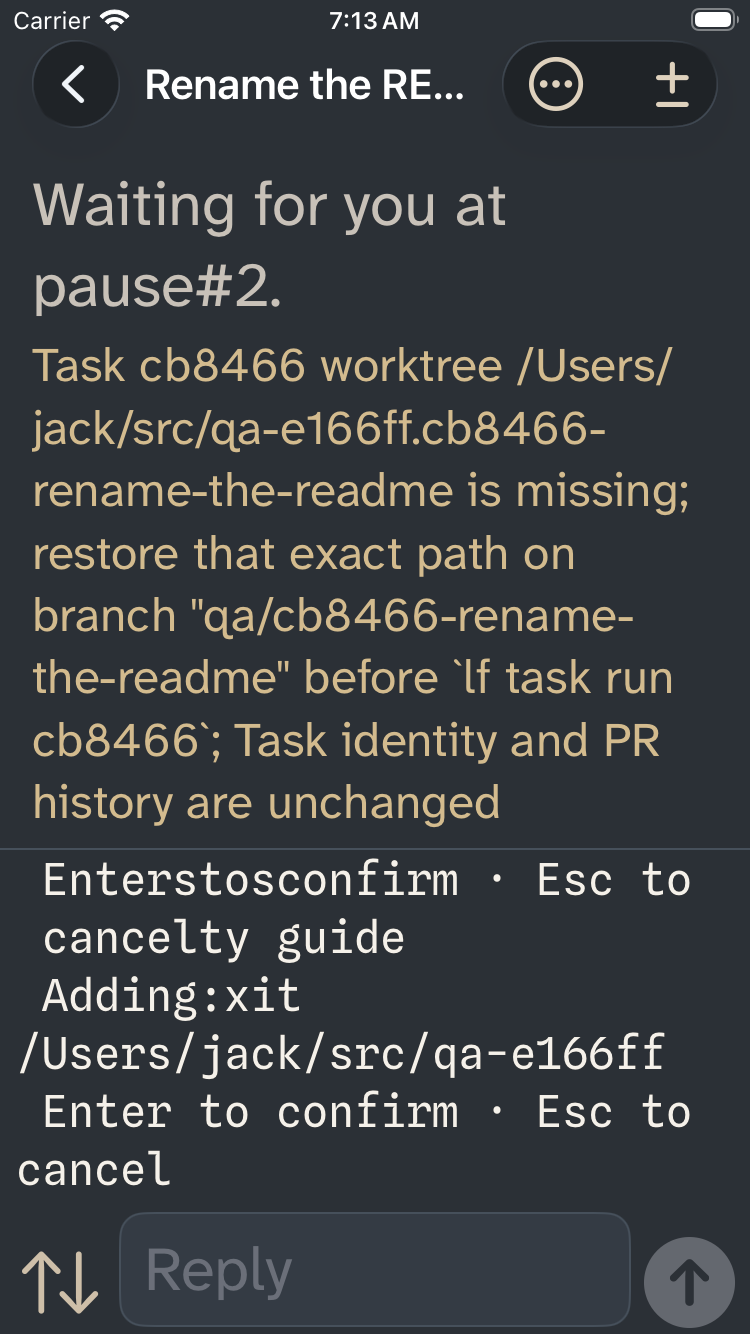 Carrier 7:13 AM
Rename the RE...
Waiting for you at
pause#2.
Task cb8466 worktree /Users/
jack/src/qa-e166ff.cb8466-
rename-the-readme is missing;
restore that exact path on
branch "qa/cb8466-rename-
the-readme" before `lf task run
cb8466`; Task identity and PR
history are unchanged
Enterstosconfirm · Esc to
cancelty guide
Adding:xit
/Users/jack/src/qa-e166ff
Enter to confirm · Esc to
cancel
Reply